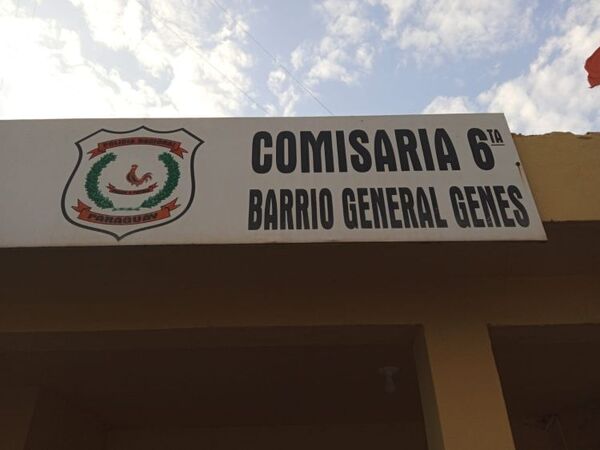 POLICIA NACIONAL
PARAGUAY
COMISARIA 6TA
BARRIO GENERAL GENES